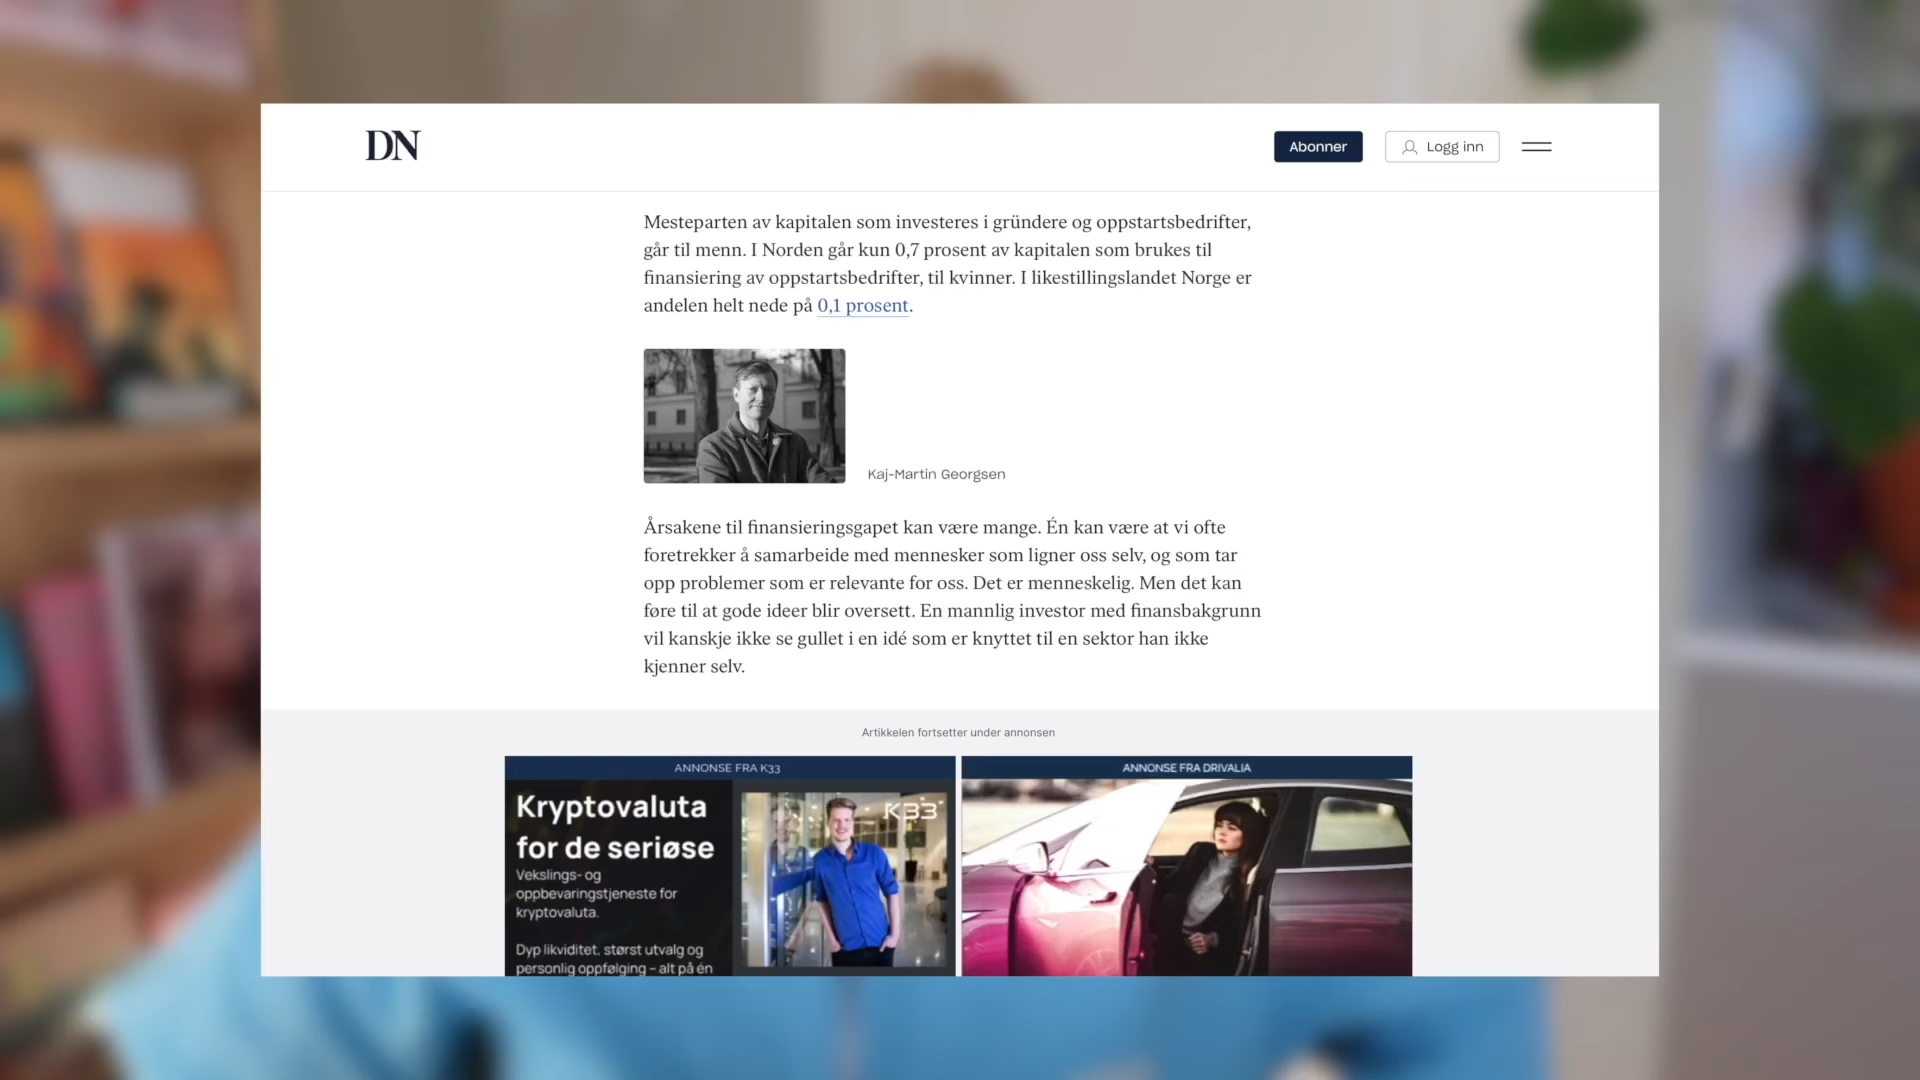 DN
Abonner
Logg inn
Mesteparten av kapitalen som investeres i gründere og oppstartsbedrifter,
går til menn. I Norden går kun 0,7 prosent av kapitalen som brukes til
finansiering av oppstartsbedrifter, til kvinner. I likestillingslandet Norge er
andelen helt nede på 0,1 prosent.
Kaj-Martin Georgsen
Årsakene til finansieringsgapet kan være mange. Én kan være at vi ofte
foretrekker å samarbeide med mennesker som ligner oss selv, og som tar
opp problemer som er relevante for oss. Det er menneskelig. Men det kan
føre til at gode ideer blir oversett. En mannlig investor med finansbakgrunn
vil kanskje ikke se gullet i en idé som er knyttet til en sektor han ikke
kjenner selv.
Artikkelen fortsetter under annonsen
ANNONSE FRA K33
Kryptovaluta
for de seriøse
Vekslings- og
oppbevaringstjeneste for
kryptovaluta.
Dyp likviditet, størst utvalg og
personlig oppfølging – alt på én
K33
ANNONSE FRA DRIVALIA